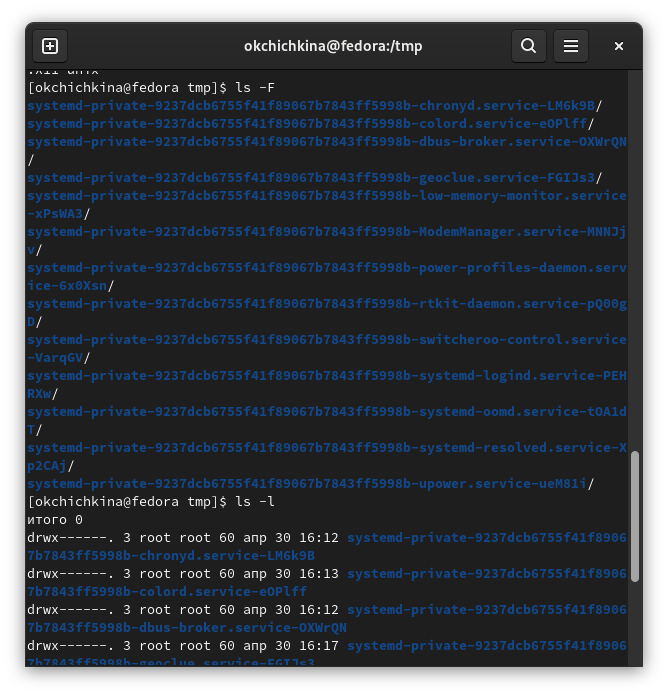 okchichkina@fedora:/tmp
.X11-unix
[okchichkina@fedora tmp]$ ls -F
systemd-private-9237dcb6755f41f89067b7843ff5998b-chronyd.service-LM6k9B/
systemd-private-9237dcb6755f41f89067b7843ff5998b-colord.service-eOPlff/
systemd-private-9237dcb6755f41f89067b7843ff5998b-dbus-broker.service-OXWrQN
/
systemd-private-9237dcb6755f41f89067b7843ff5998b-geoclue.service-FGIJs3/
systemd-private-9237dcb6755f41f89067b7843ff5998b-low-memory-monitor.service
-xPsWA3/
systemd-private-9237dcb6755f41f89067b7843ff5998b-ModemManager.service-MNNJj
v/
systemd-private-9237dcb6755f41f89067b7843ff5998b-power-profiles-daemon.serv
ice-6x0Xsn/
systemd-private-9237dcb6755f41f89067b7843ff5998b-rtkit-daemon.service-pQ00g
D/
systemd-private-9237dcb6755f41f89067b7843ff5998b-switcheroo-control.service
-VarqGV/
systemd-private-9237dcb6755f41f89067b7843ff5998b-systemd-logind.service-PEH
RXw/
systemd-private-9237dcb6755f41f89067b7843ff5998b-systemd-oomd.service-tOA1d
T/
systemd-private-9237dcb6755f41f89067b7843ff5998b-systemd-resolved.service-X
p2CAj/
systemd-private-9237dcb6755f41f89067b7843ff5998b-upower.service-ueM81i/
[okchichkina@fedora tmp]$ ls -l
итого 0
drwx------. 3 root root 60 апр 30 16:12 systemd-private-9237dcb6755f41f8906
7b7843ff5998b-chronyd.service-LM6k9B
drwx------. 3 root root 60 апр 30 16:13 systemd-private-9237dcb6755f41f8906
7b7843ff5998b-colord.service-eOPlff
drwx------. 3 root root 60 апр 30 16:12 systemd-private-9237dcb6755f41f8906
7b7843ff5998b-dbus-broker.service-OXWrQN
drwx------. 3 root root 60 апр 30 16:17 systemd-private-9237dcb6755f41f8906
7b7843ff5998b-geoclue.service-FGIJs3